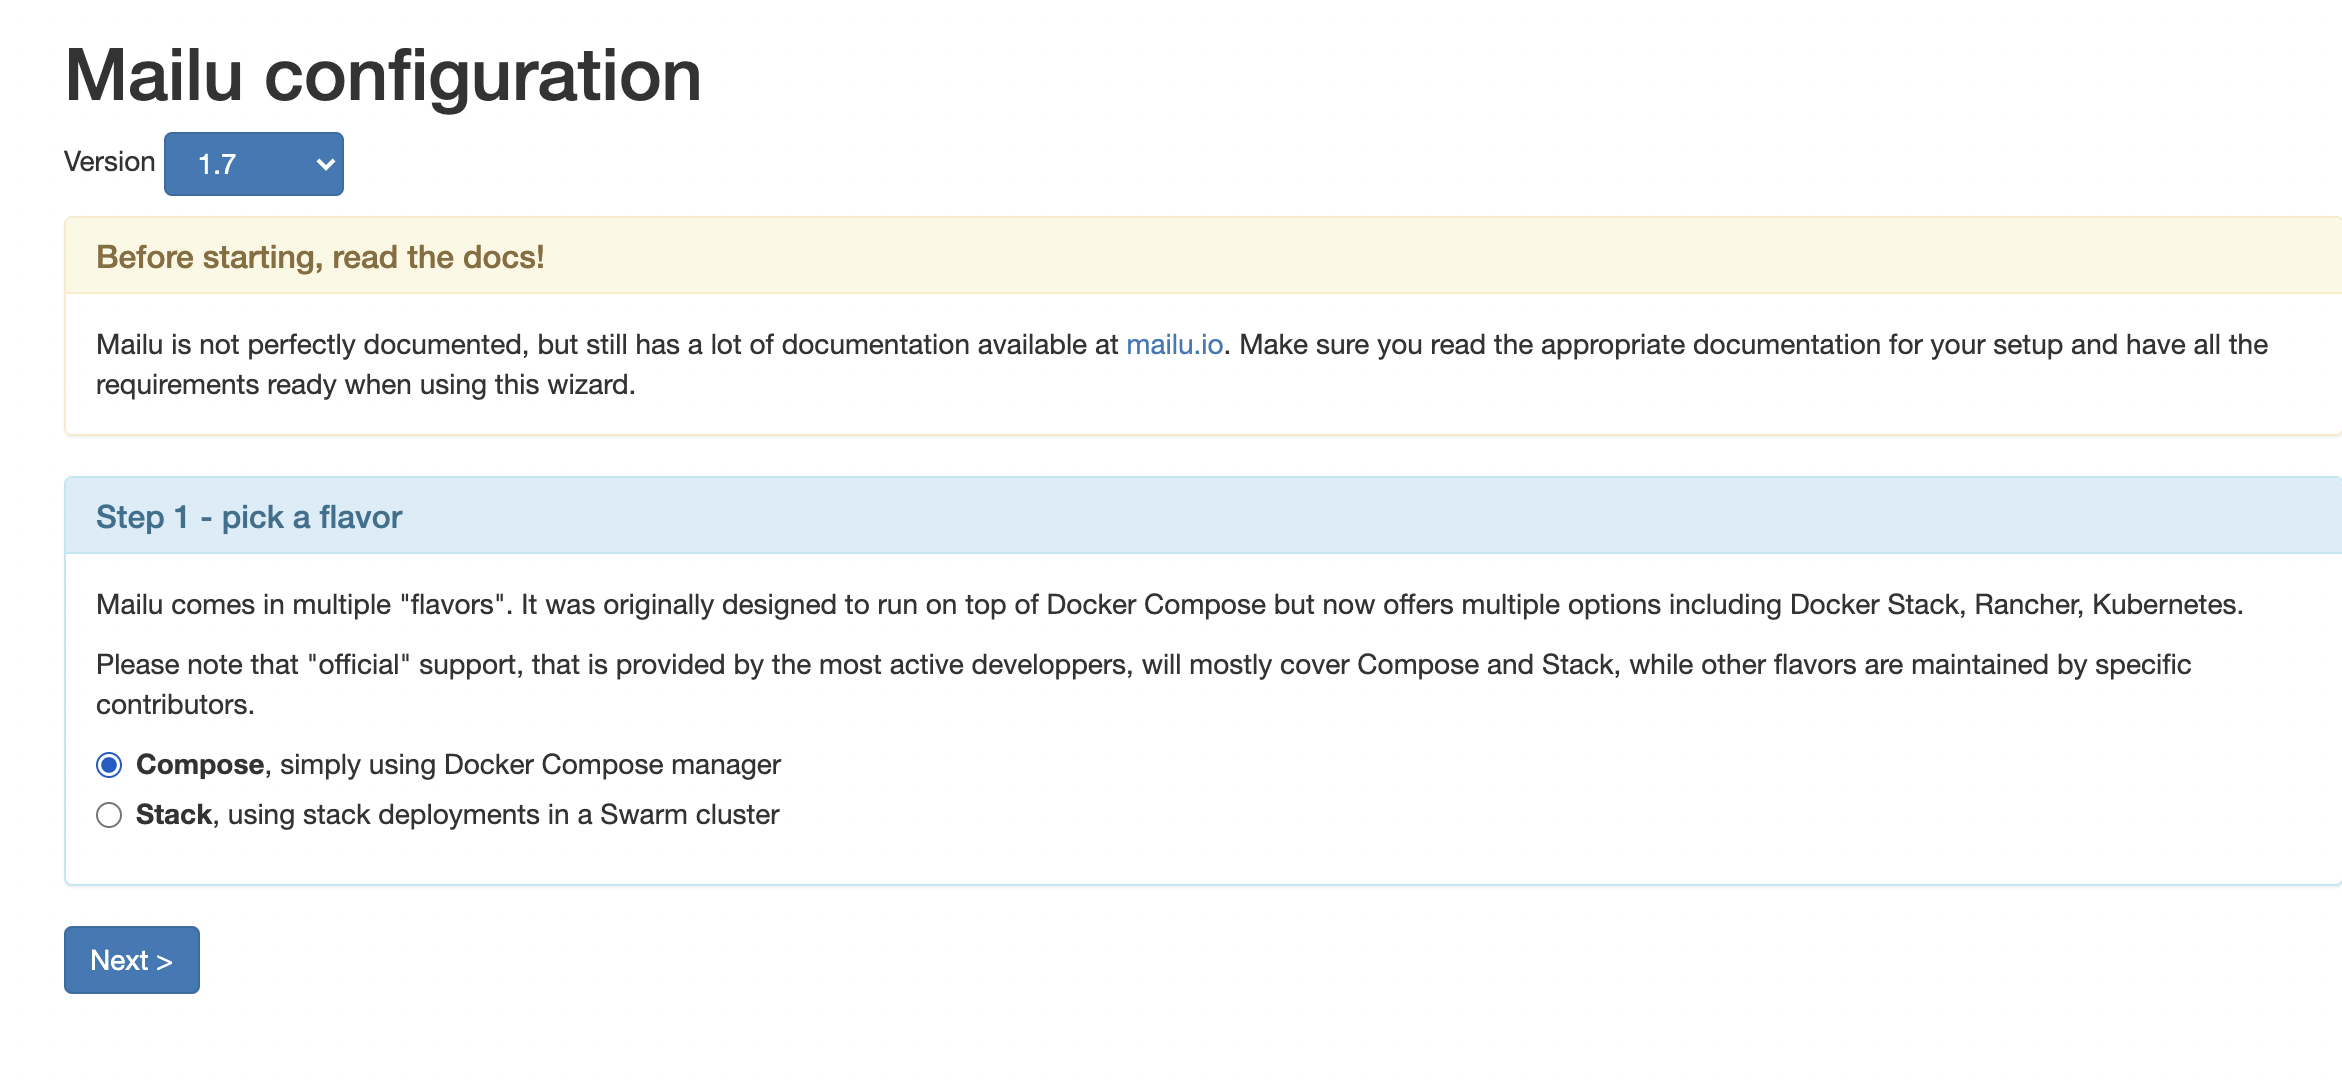 Mailu configuration
Version 1.7
Before starting, read the docs!
Mailu is not perfectly documented, but still has a lot of documentation available at mailu.io. Make sure you read the appropriate documentation for your setup and have all the
requirements ready when using this wizard.
Step 1 - pick a flavor
Mailu comes in multiple "flavors". It was originally designed to run on top of Docker Compose but now offers multiple options including Docker Stack, Rancher, Kubernetes.
Please note that "official" support, that is provided by the most active developpers, will mostly cover Compose and Stack, while other flavors are maintained by specific
contributors.
Compose, simply using Docker Compose manager
Stack, using stack deployments in a Swarm cluster
Next >